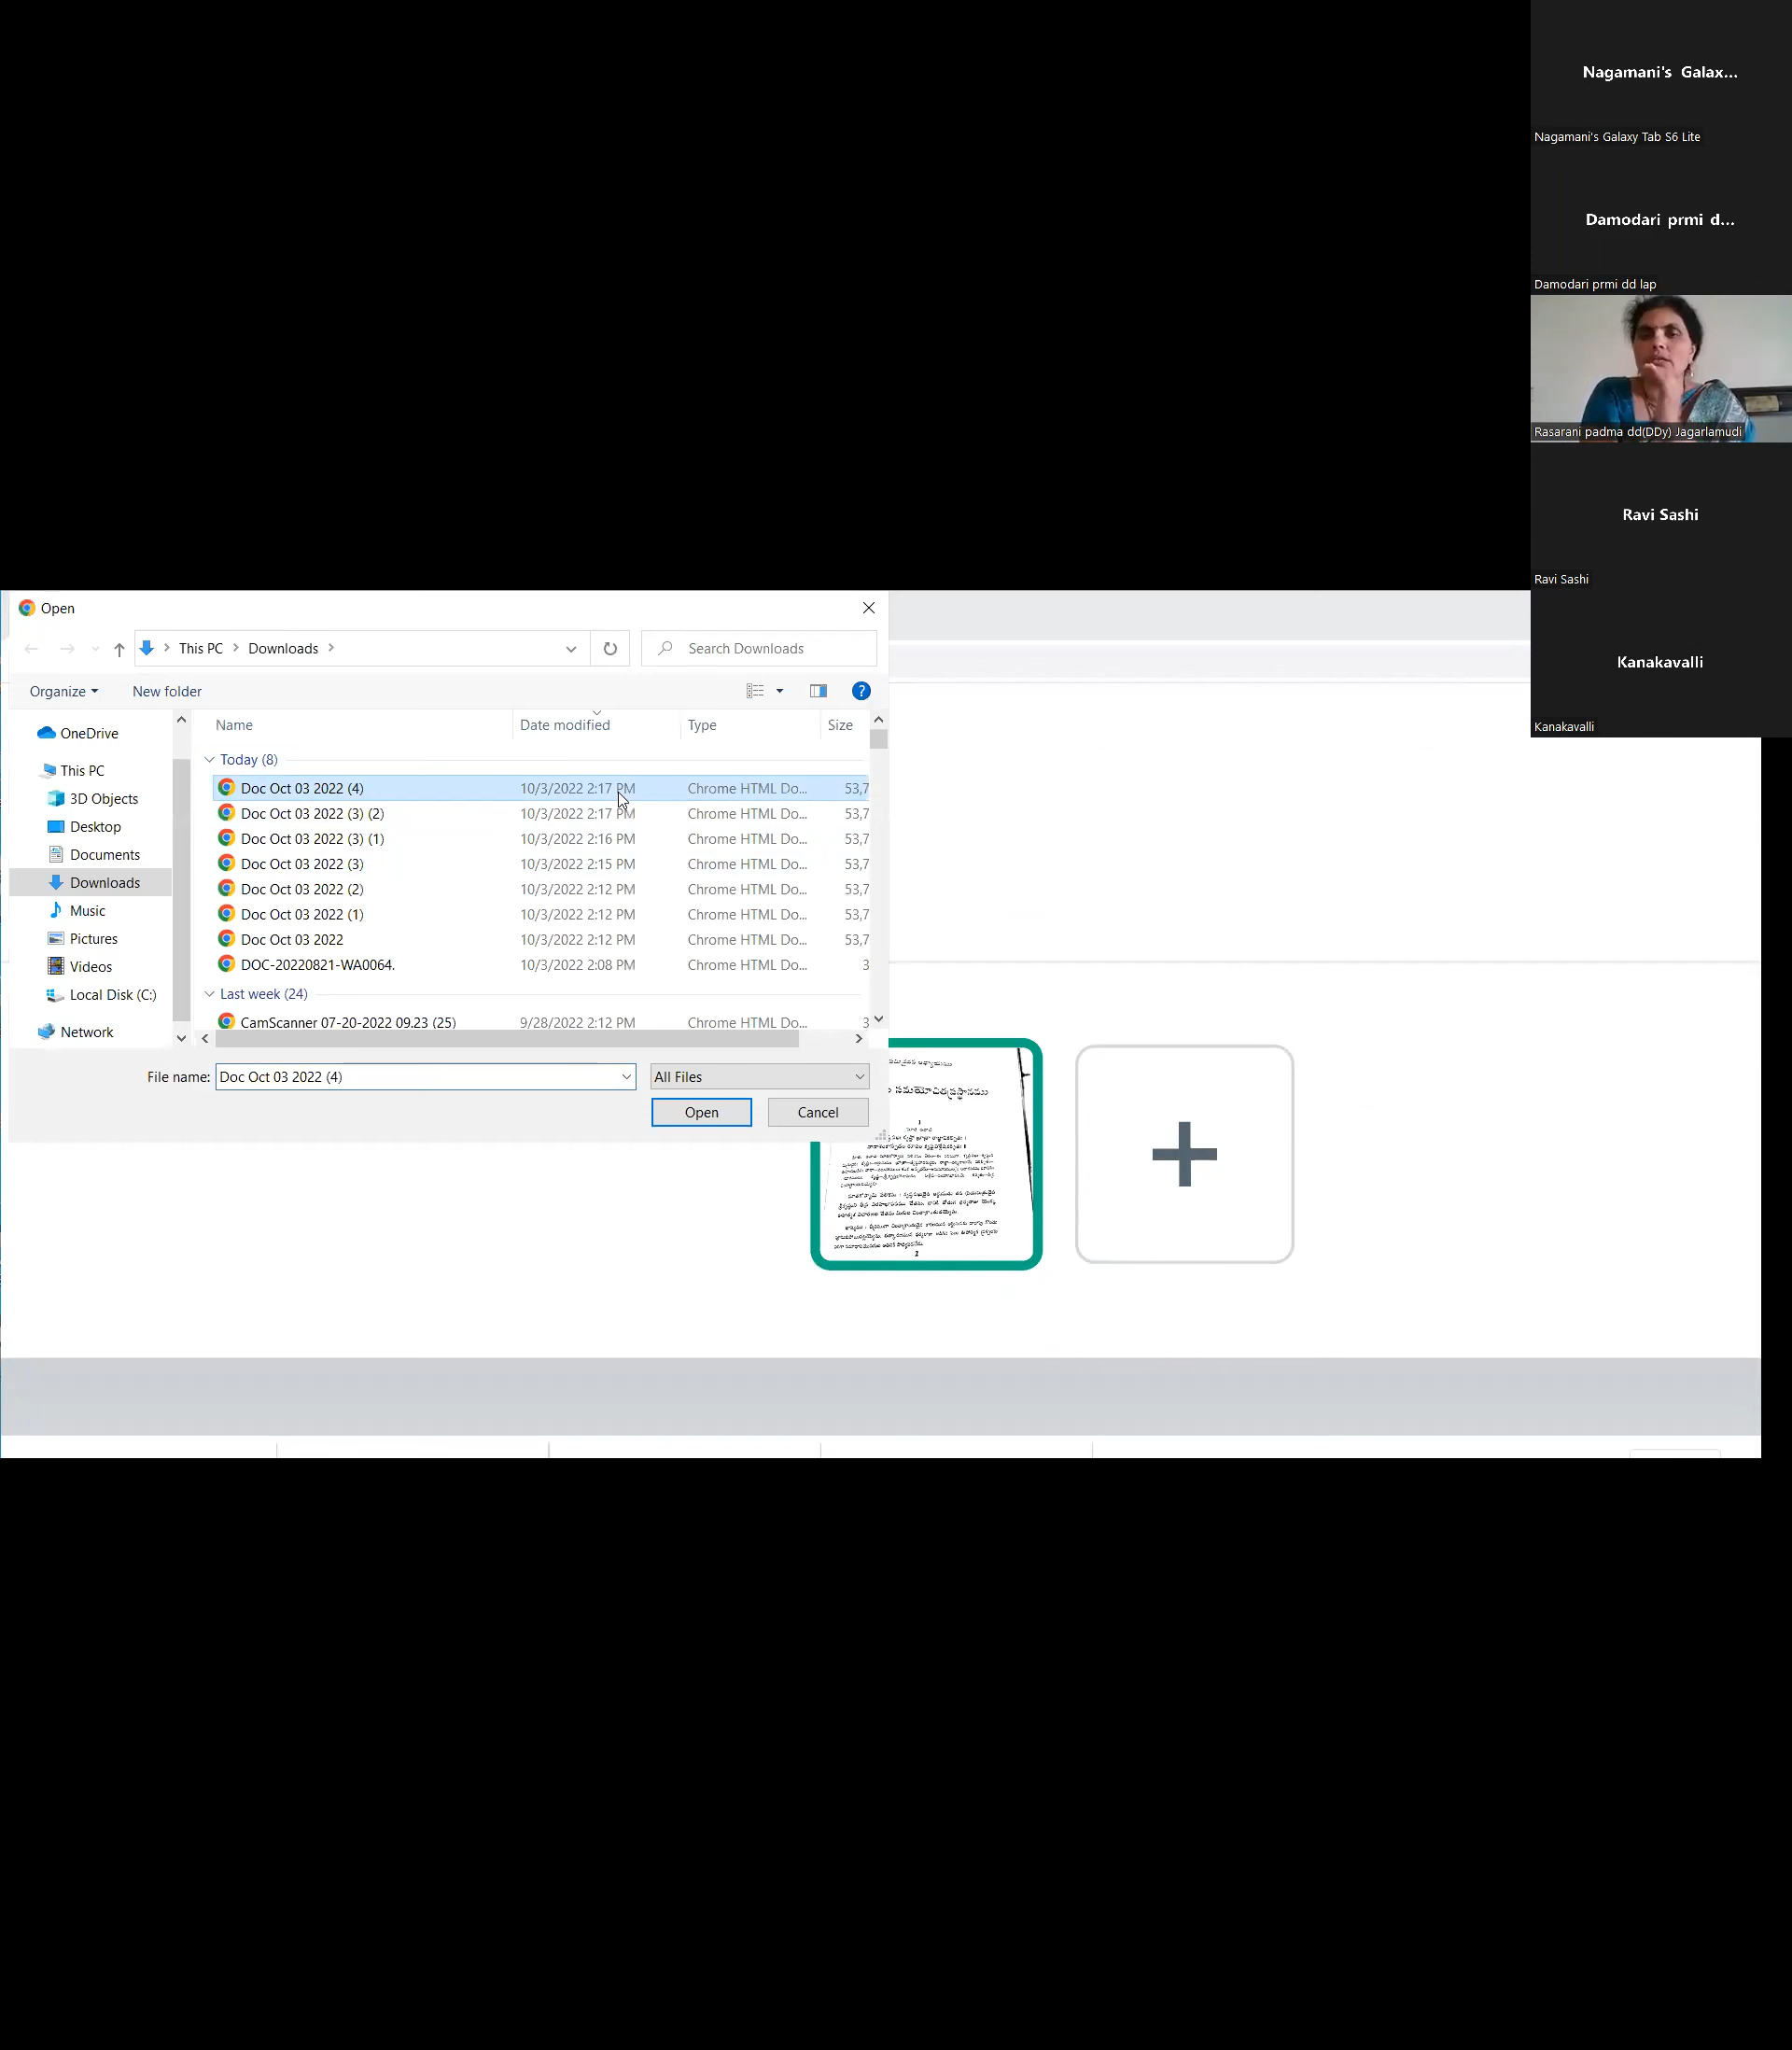 Nagamani's Galax...
Nagamani's Galaxy Tab S6 Lite
Damodari prmi d...
Damodari prmi dd lap
Rasarani padma dd(DDy) Jagarlamudi
Ravi Sashi
Ravi Sashi
Kanakavalli
Kanakavalli
Open
This PC > Downloads >
Search Downloads
Organize
New folder
?
OneDrive
This PC
3D Objects
Desktop
Documents
Downloads
Music
Pictures
Videos
Local Disk (C:)
Network
Name Date modified Type Size
Today (8)
Doc Oct 03 2022 (4) 10/3/2022 2:17 PM Chrome HTML Do... 53,7
Doc Oct 03 2022 (3) (2) 10/3/2022 2:17 PM Chrome HTML Do... 53,7
Doc Oct 03 2022 (3) (1) 10/3/2022 2:16 PM Chrome HTML Do... 53,7
Doc Oct 03 2022 (3) 10/3/2022 2:15 PM Chrome HTML Do... 53,7
Doc Oct 03 2022 (2) 10/3/2022 2:12 PM Chrome HTML Do... 53,7
Doc Oct 03 2022 (1) 10/3/2022 2:12 PM Chrome HTML Do... 53,7
Doc Oct 03 2022 10/3/2022 2:12 PM Chrome HTML Do... 53,7
DOC-20220821-WA0064. 10/3/2022 2:08 PM Chrome HTML Do... 3
Last week (24)
CamScanner 07-20-2022 09.23 (25) 9/28/2022 2:12 PM Chrome HTML Do... 3
File name: Doc Oct 03 2022 (4) All Files
Open Cancel